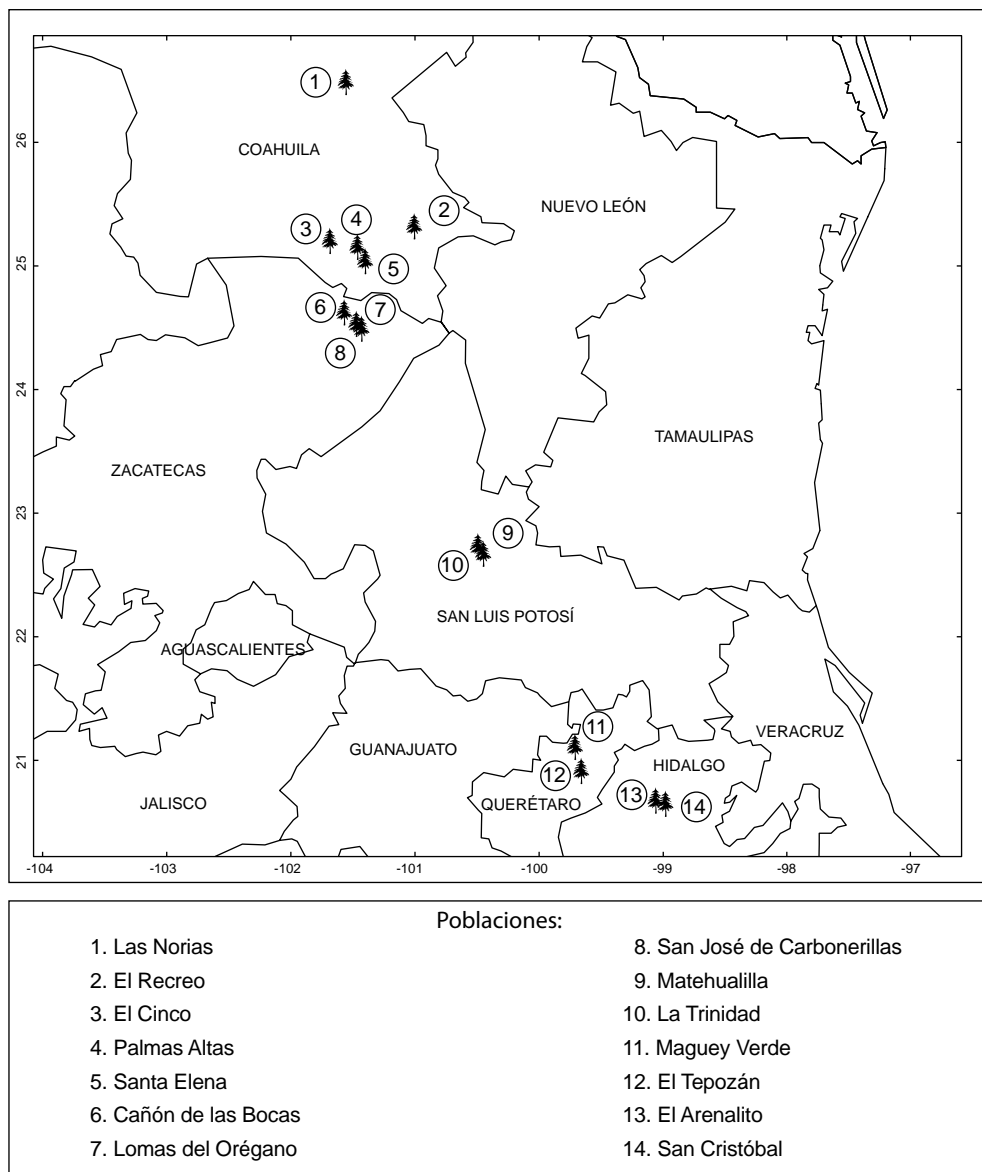 1
26
COAHUILA
2
NUEVO LEÓN
3
4
5
25
6
7
8
24
TAMAULIPAS
ZACATECAS
23
9
10
SAN LUIS POTOSÍ
22
AGUASCALIENTES
11
VERACRUZ
GUANAJUATO
21
HIDALGO
12
13
14
JALISCO
QUERÉTARO
-104 -103 -102 -101 -100 -99 -98 -97
Poblaciones:
1. Las Norias
2. El Recreo
3. El Cinco
4. Palmas Altas
5. Santa Elena
6. Cañón de las Bocas
7. Lomas del Orégano
8. San José de Carbonerillas
9. Matehualilla
10. La Trinidad
11. Maguey Verde
12. El Tepozán
13. El Arenalito
14. San Cristóbal